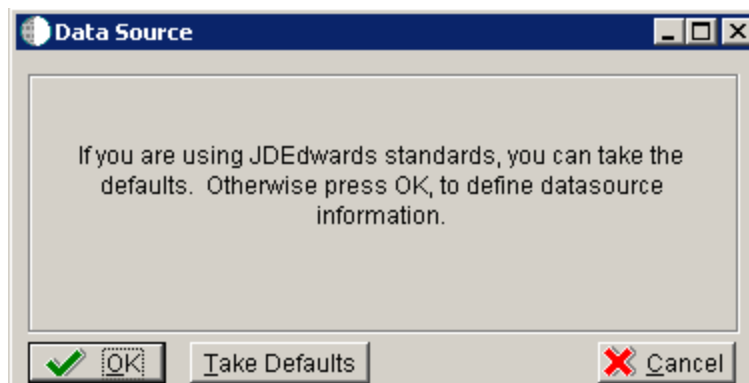 Data Source
If you are using JDEdwards standards, you can take the
defaults. Otherwise press OK, to define datasource
information.
OK
Take Defaults
Cancel